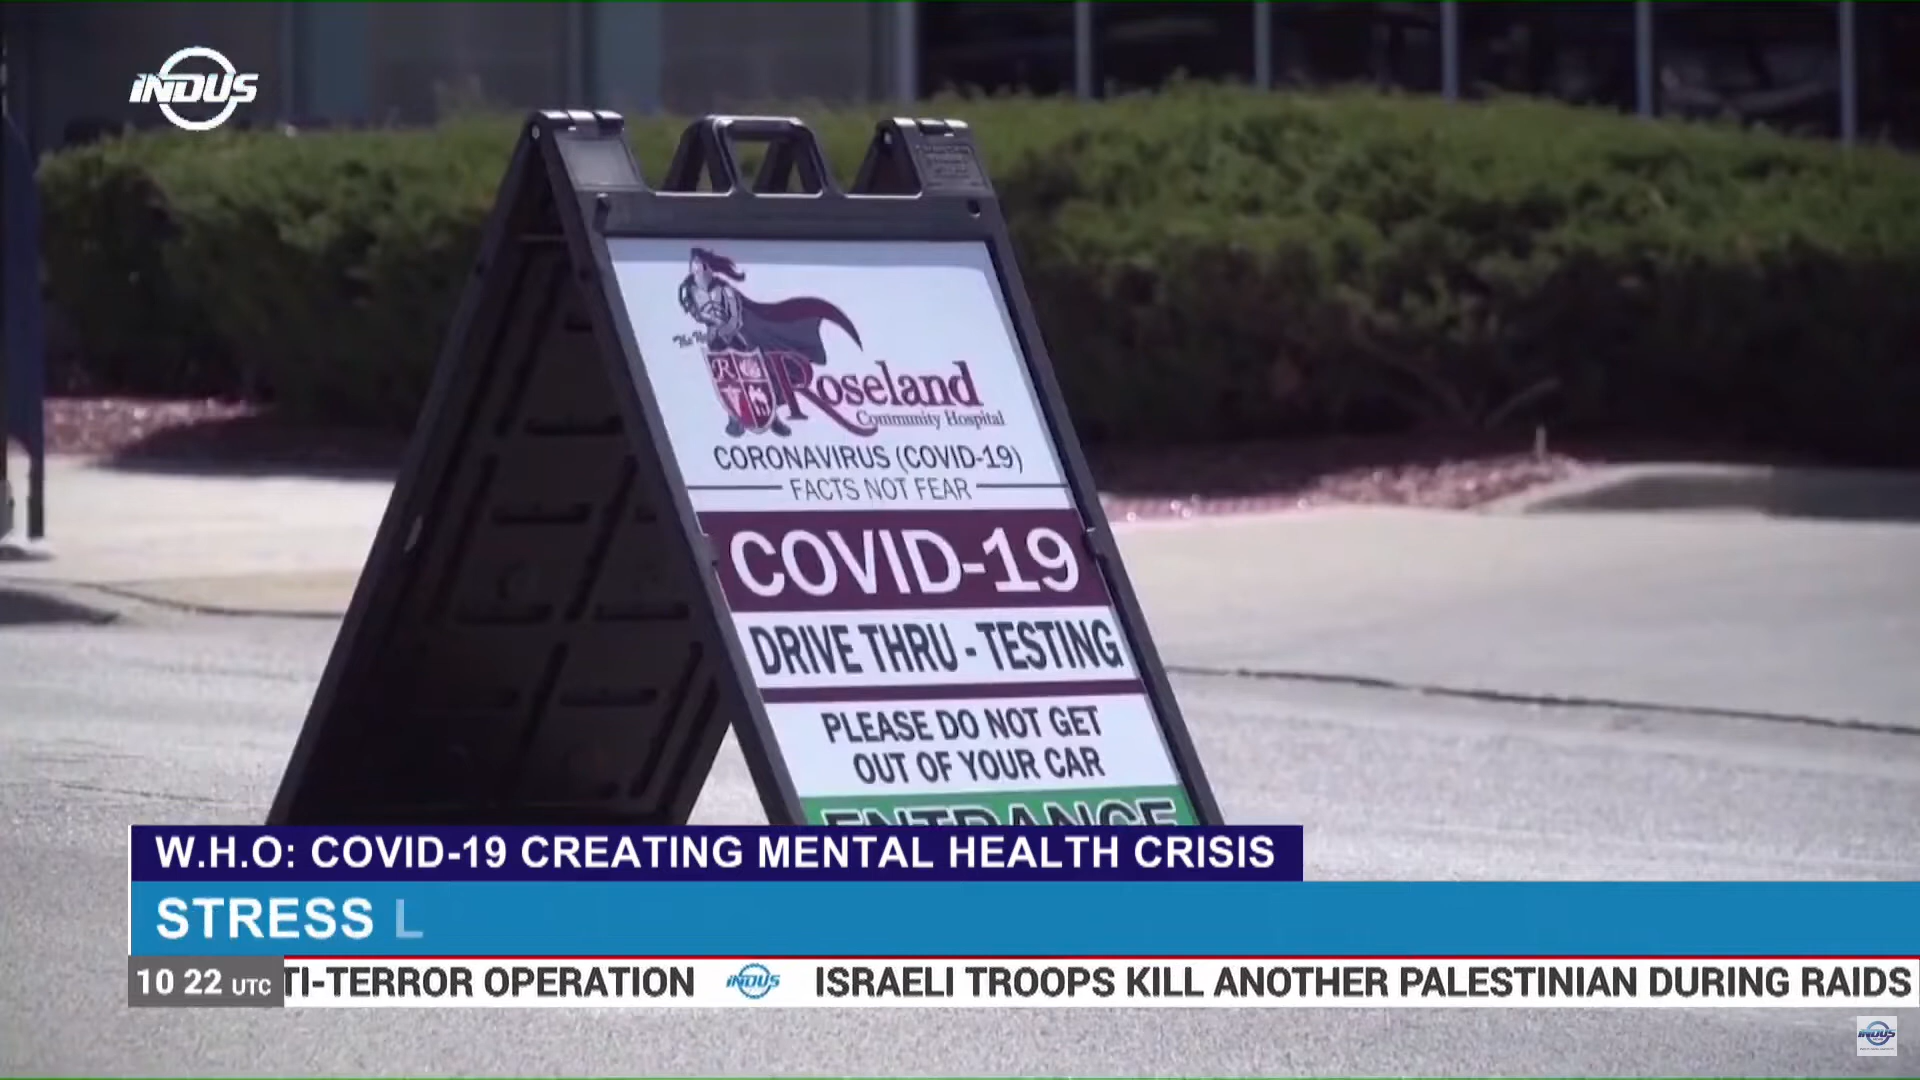 INDUS
Roseland
Community Hospital
CORONAVIRUS (COVID-19)
FACTS NOT FEAR
COVID-19
DRIVE THRU - TESTING
PLEASE DO NOT GET
OUT OF YOUR CAR
ENTRANCE
W.H.O: COVID-19 CREATING MENTAL HEALTH CRISIS
STRESS L
10 22 UTC TI-TERROR OPERATION INDUS ISRAELI TROOPS KILL ANOTHER PALESTINIAN DURING RAIDS
INDUS